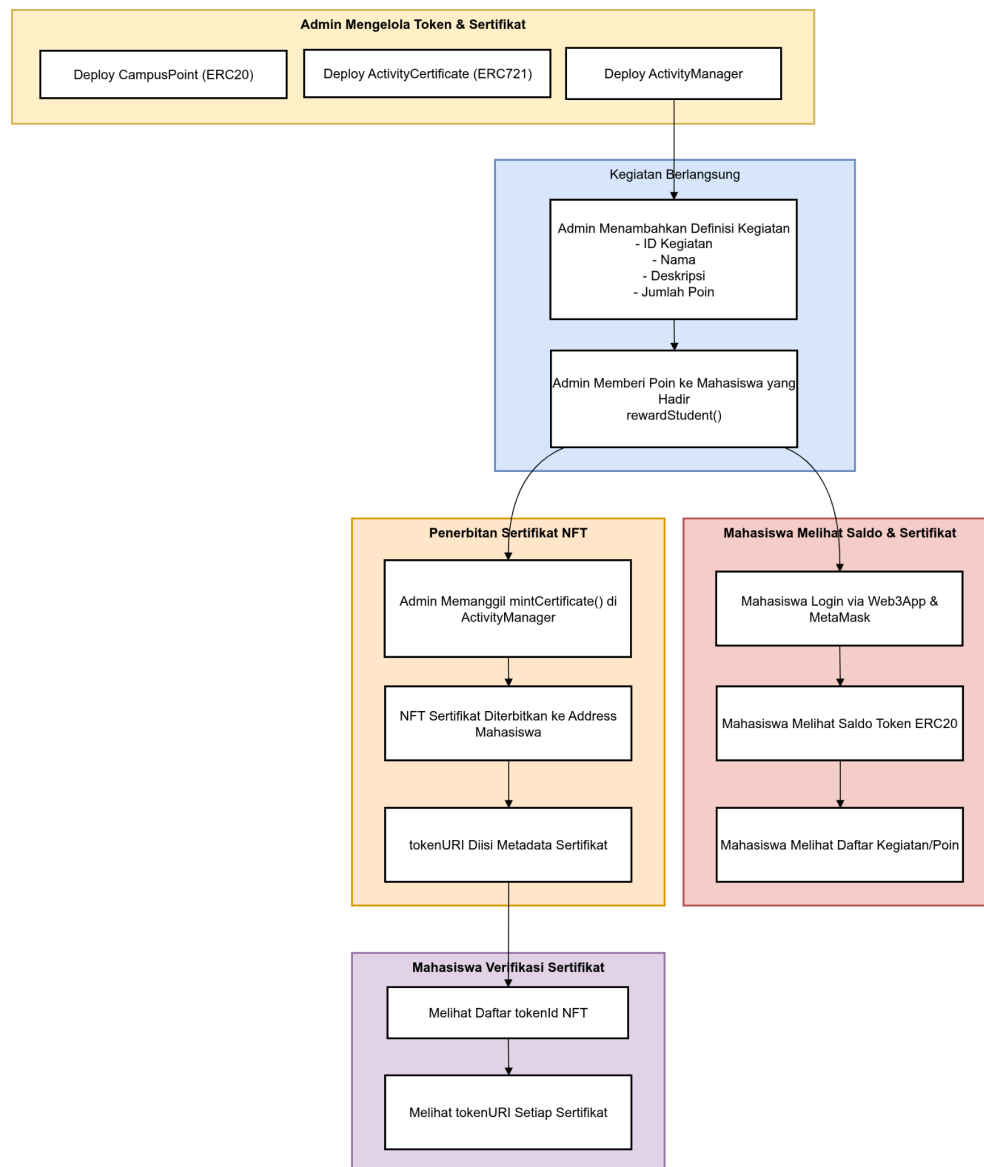 Admin Mengelola Token & Sertifikat
Deploy CampusPoint (ERC20)
Deploy ActivityCertificate (ERC721)
Deploy ActivityManager
Kegiatan Berlangsung
Admin Menambahkan Definisi Kegiatan
- ID Kegiatan
- Nama
- Deskripsi
- Jumlah Poin
Admin Memberi Poin ke Mahasiswa yang
Hadir
rewardStudent()
Penerbitan Sertifikat NFT
Admin Memanggil mintCertificate() di
ActivityManager
NFT Sertifikat Diterbitkan ke Address
Mahasiswa
tokenURI Diisi Metadata Sertifikat
Mahasiswa Melihat Saldo & Sertifikat
Mahasiswa Login via Web3App &
MetaMask
Mahasiswa Melihat Saldo Token ERC20
Mahasiswa Melihat Daftar Kegiatan/Poin
Mahasiswa Verifikasi Sertifikat
Melihat Daftar tokenId NFT
Melihat tokenURI Setiap Sertifikat